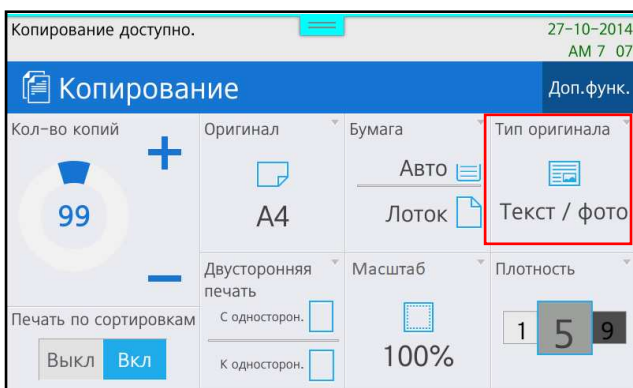 Копирование доступно.
27-10-2014
AM 7 07
Копирование
Доп.функ.
Кол-во копий
99
Оригинал
A4
Бумага
Авто
Лоток
Тип оригинала
Текст / фото
Печать по сортировкам
Выкл Вкл
Двусторонняя
печать
С односторон.
К односторон.
Масштаб
100%
Плотность
1 5 9